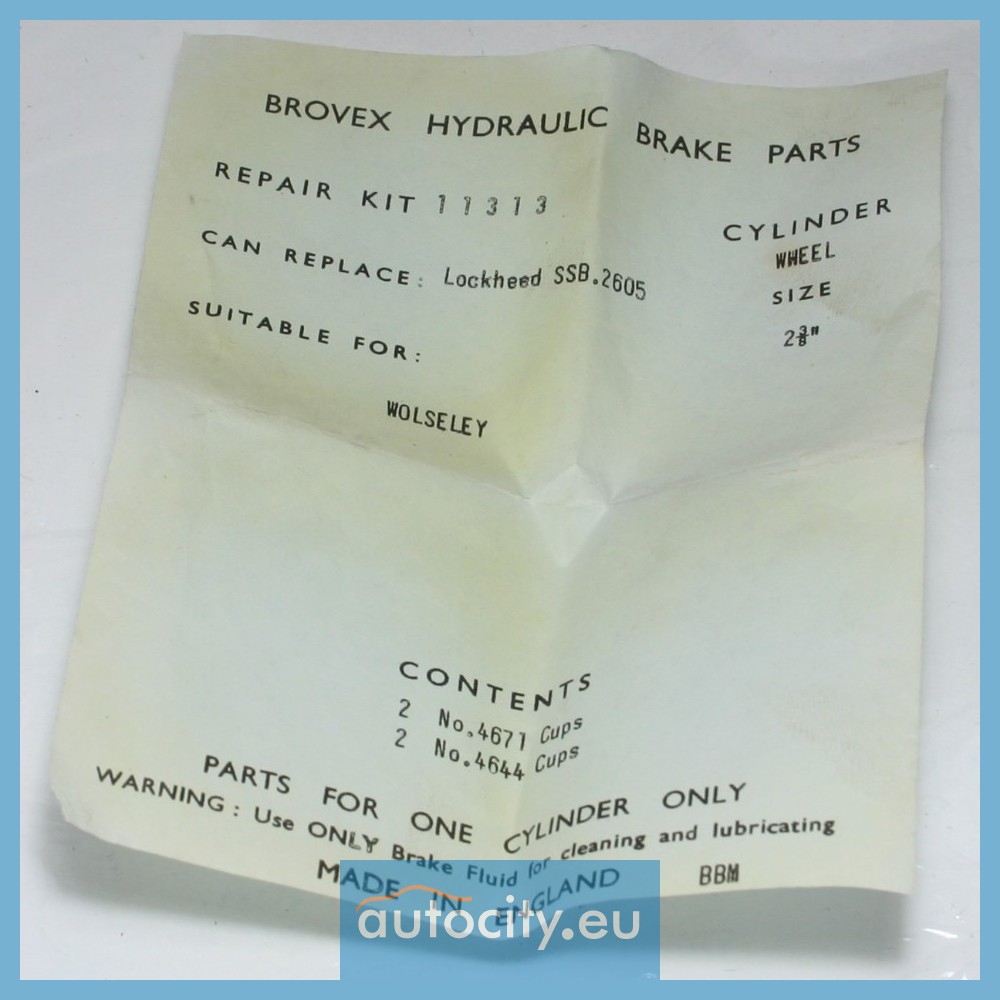 BROVEX HYDRAULIC BRAKE PARTS
REPAIR KIT 11313
CYLINDER
WHEEL
CAN REPLACE: Lockheed SSB.2605
SIZE
2⅜"
SUITABLE FOR:
WOLSELEY
CONTENTS
2 No.4671 Cups
2 No.4644 Cups
PARTS FOR ONE CYLINDER ONLY
WARNING: Use ONLY Brake Fluid for cleaning and lubricating
MADE IN ENGLAND BBM
autocity.eu